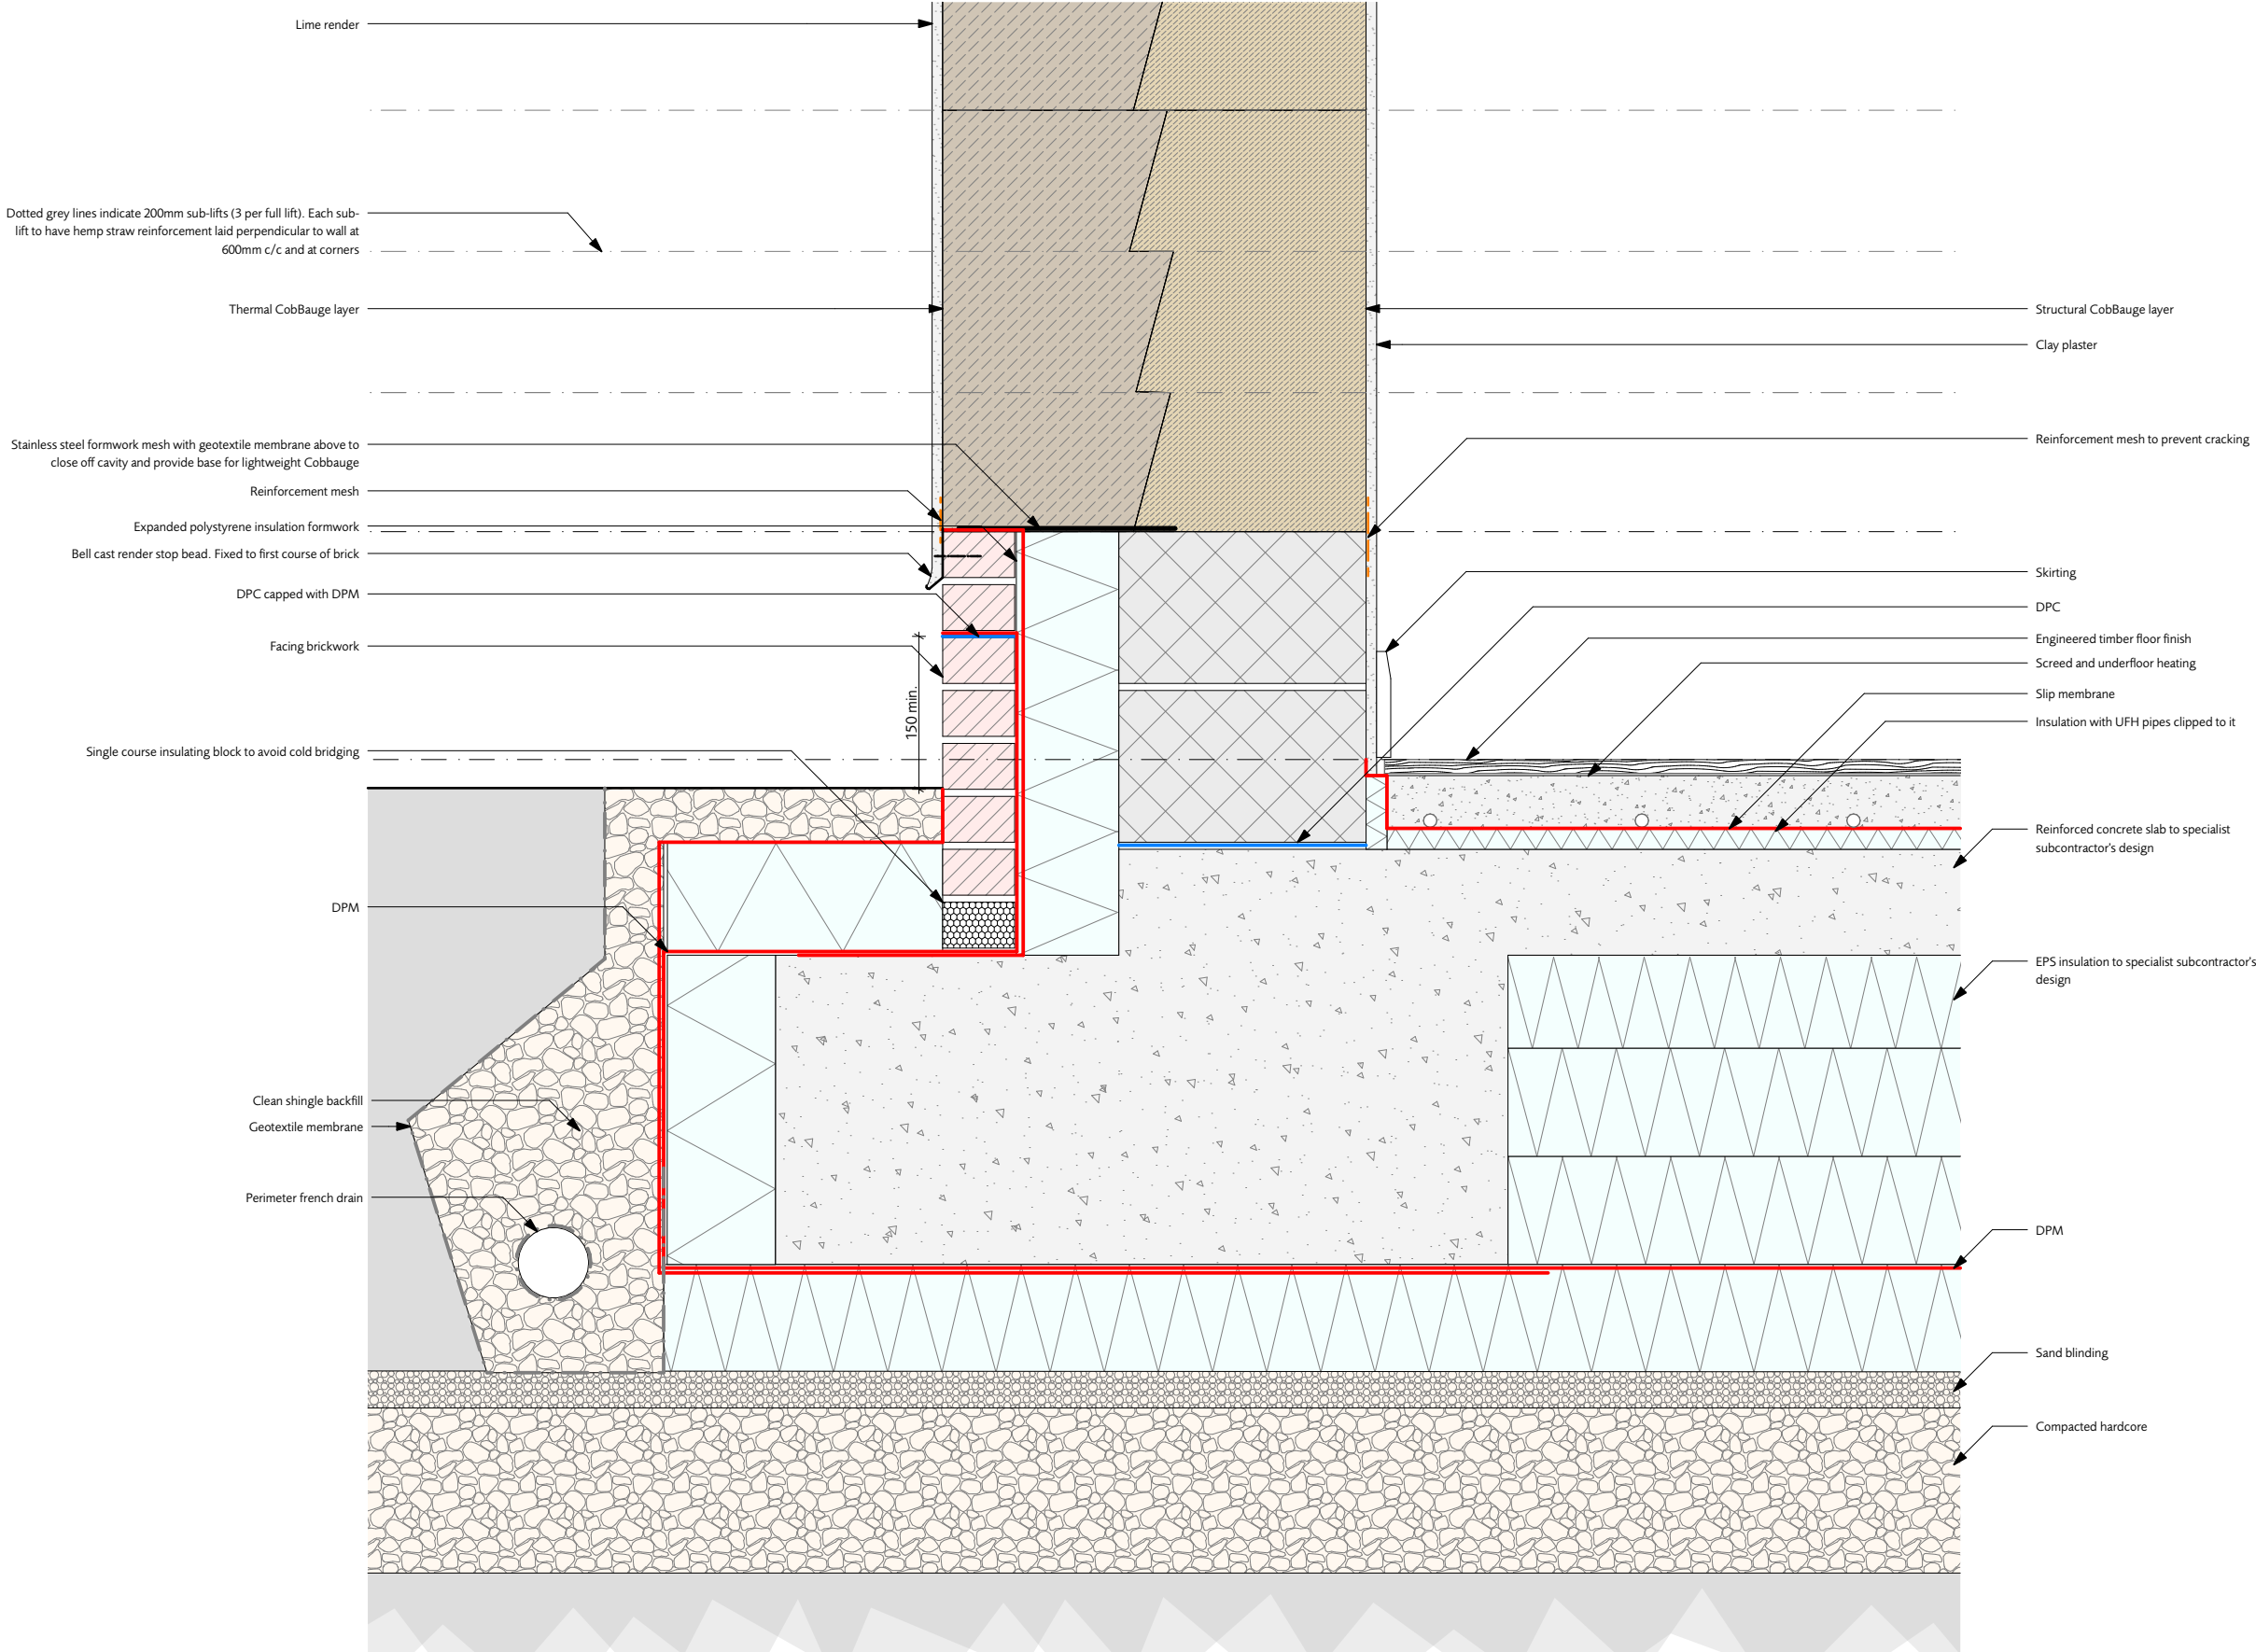 Lime render
Dotted grey lines indicate 200mm sub-lifts (3 per full lift). Each sub-
lift to have hemp straw reinforcement laid perpendicular to wall at
600mm c/c and at corners
Thermal CobBauge layer
Stainless steel formwork mesh with geotextile membrane above to
close off cavity and provide base for lightweight Cobbauge
Reinforcement mesh
Expanded polystyrene insulation formwork
Bell cast render stop bead. Fixed to first course of brick
DPC capped with DPM
Facing brickwork
150 min.
Single course insulating block to avoid cold bridging
DPM
Clean shingle backfill
Geotextile membrane
Perimeter french drain
Structural CobBauge layer
Clay plaster
Reinforcement mesh to prevent cracking
Skirting
DPC
Engineered timber floor finish
Screed and underfloor heating
Slip membrane
Insulation with UFH pipes clipped to it
Reinforced concrete slab to specialist
subcontractor's design
EPS insulation to specialist subcontractor's
design
DPM
Sand blinding
Compacted hardcore